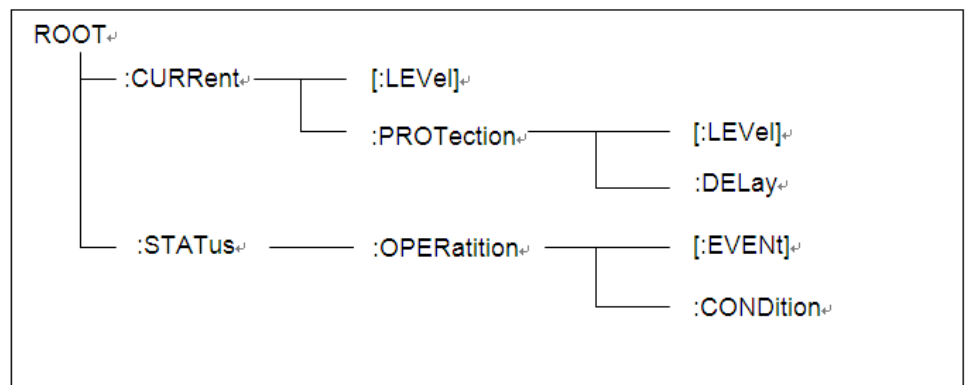 ROOT↵
:CURRent↵ [:LEVel]↵
:PROTection↵ [:LEVel]↵
:DELay↵
:STATus↵ :OPERatition↵ [:EVENt]↵
:CONDition↵